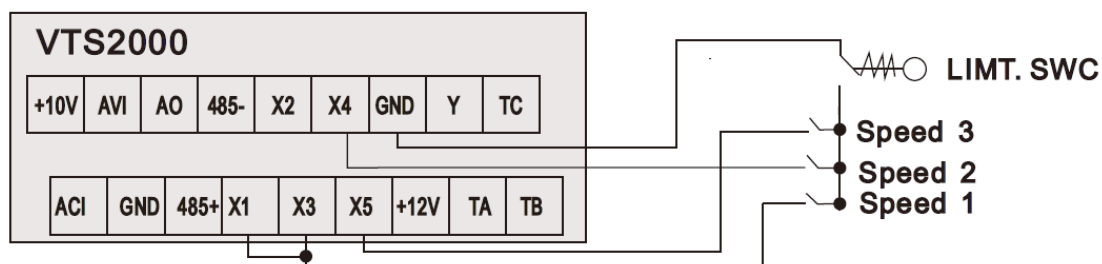 VTS2000
LIMT. SWC
+10V AVI AO 485- X2 X4 GND Y TC
Speed 3
Speed 2
Speed 1
ACI GND 485+ X1 X3 X5 +12V TA TB